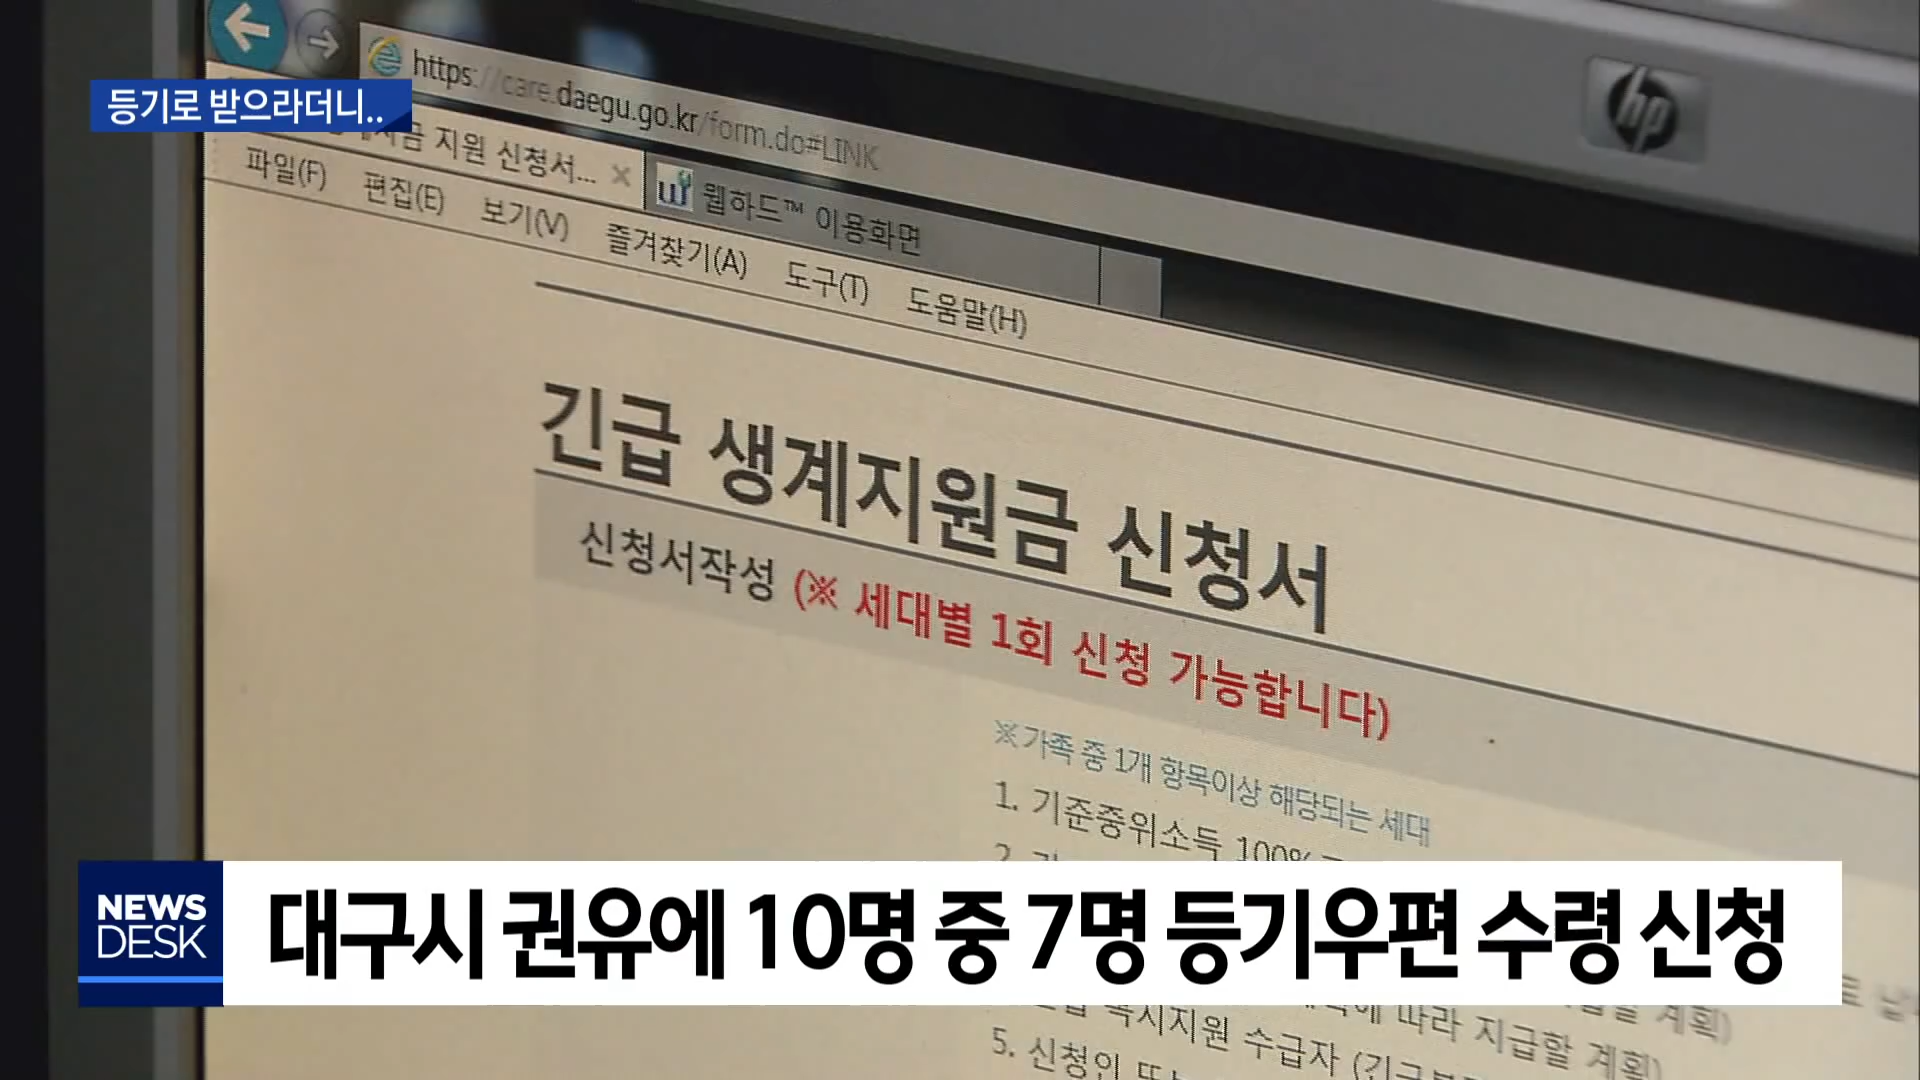 https://care.daegu.go.kr/form.do#LINK
hp
등기로 받으라더니..
지원 신청서...
웹하드™ 이용화면
파일(F) 편집(E) 보기(V) 즐겨찾기(A) 도구(T) 도움말(H)
긴급 생계지원금 신청서
신청서작성 (※ 세대별 1회 신청 가능합니다)
※가족 중 1개 항목이상 해당되는 세대
1. 기준중위소득 100%
2.
NEWS
DESK
대구시 권유에 10명 중 7명 등기우편 수령 신청
계획)
따라 지급할 계획)
수급자
5. 신청인